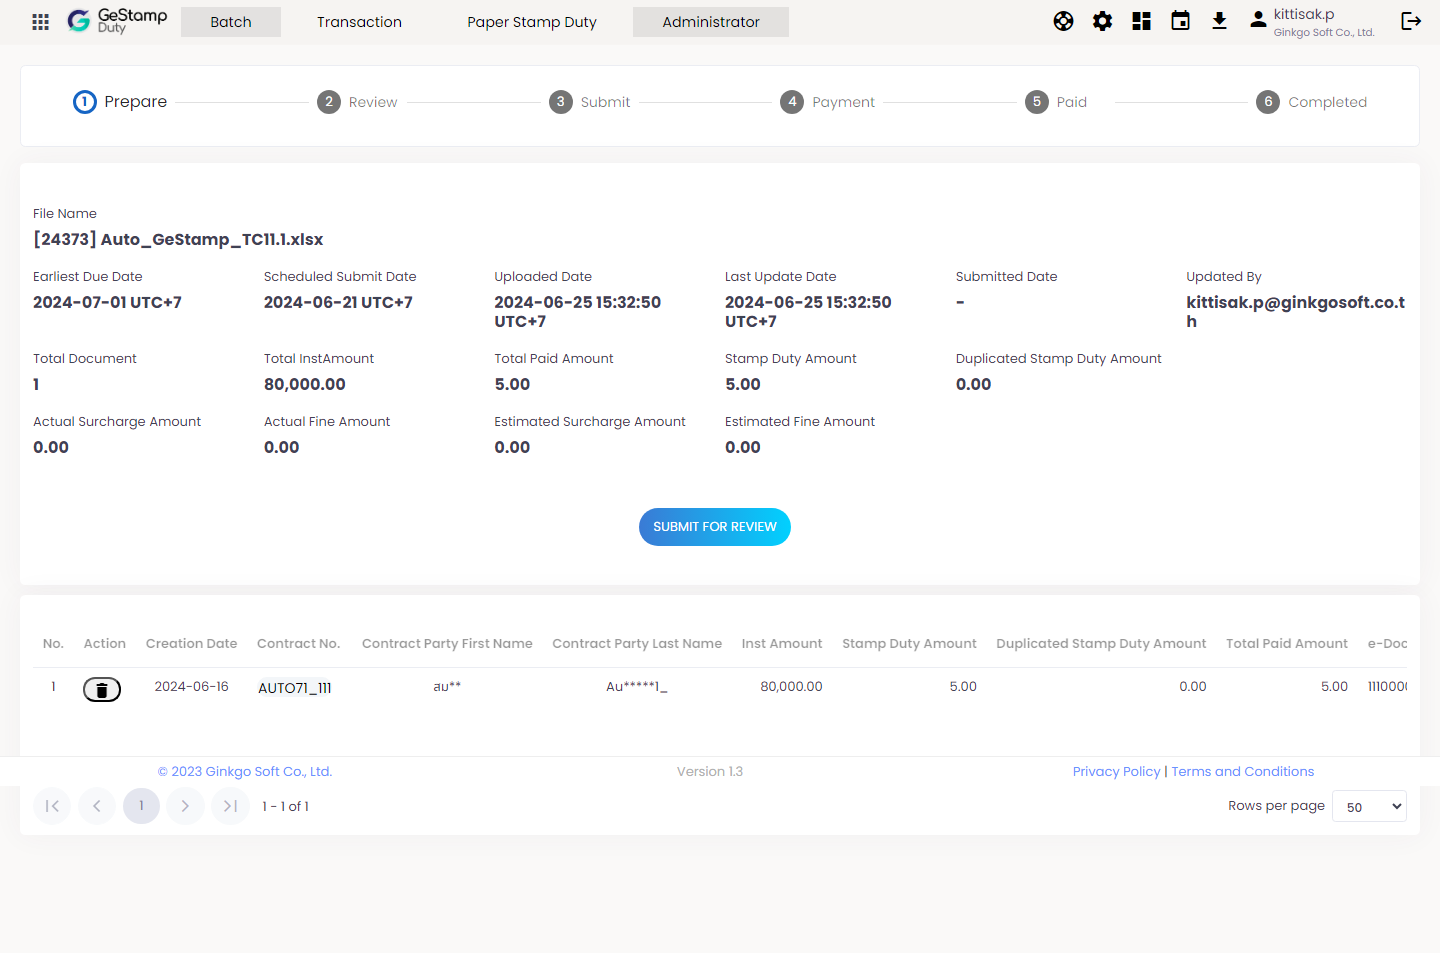 GeStamp
Duty
Batch
Transaction
Paper Stamp Duty
Administrator
kittisak.p
Ginkgo Soft Co., Ltd.
1 Prepare
2 Review
3 Submit
4 Payment
5 Paid
6 Completed
File Name
[24373] Auto_GeStamp_TC11.1.xlsx
Earliest Due Date
2024-07-01 UTC+7
Scheduled Submit Date
2024-06-21 UTC+7
Uploaded Date
2024-06-25 15:32:50
UTC+7
Last Update Date
2024-06-25 15:32:50
UTC+7
Submitted Date
-
Updated By
kittisak.p@ginkgosoft.co.t
h
Total Document
1
Total InstAmount
80,000.00
Total Paid Amount
5.00
Stamp Duty Amount
5.00
Duplicated Stamp Duty Amount
0.00
Actual Surcharge Amount
0.00
Actual Fine Amount
0.00
Estimated Surcharge Amount
0.00
Estimated Fine Amount
0.00
SUBMIT FOR REVIEW
No. Action Creation Date Contract No. Contract Party First Name Contract Party Last Name Inst Amount Stamp Duty Amount Duplicated Stamp Duty Amount Total Paid Amount e-Doc
1 2024-06-16 AUTO71_111 สม** Au*****1_ 80,000.00 5.00 0.00 5.00 111000
© 2023 Ginkgo Soft Co., Ltd.
Version 1.3
Privacy Policy | Terms and Conditions
1
1 - 1 of 1
Rows per page 50